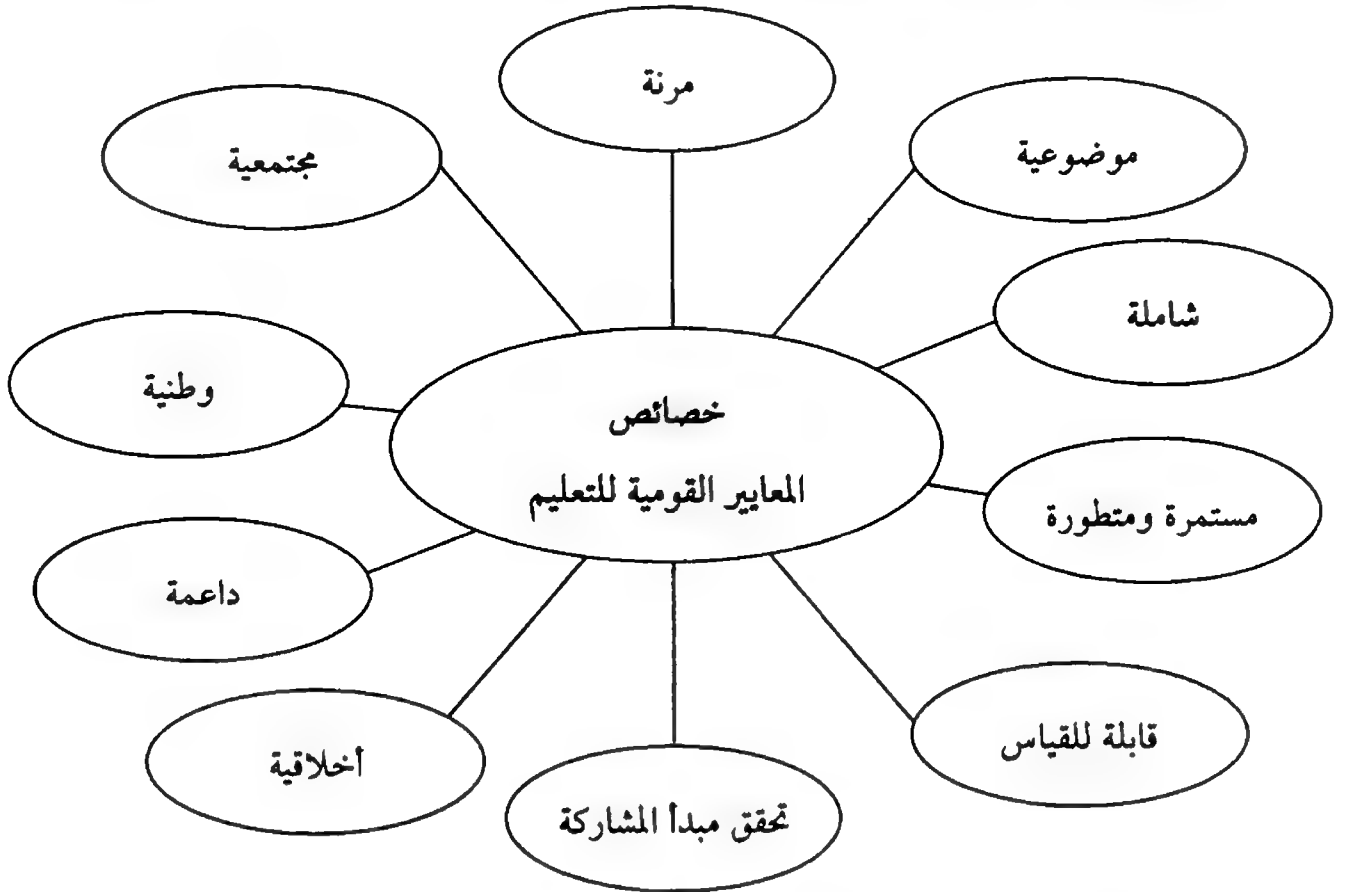 مرنة
موضوعية
مجتمعية
شاملة
وطنية
خصائص
المعايير القومية للتعليم
مستمرة ومتطورة
داعمة
قابلة للقياس
أخلاقية
تحقق مبدأ المشاركة